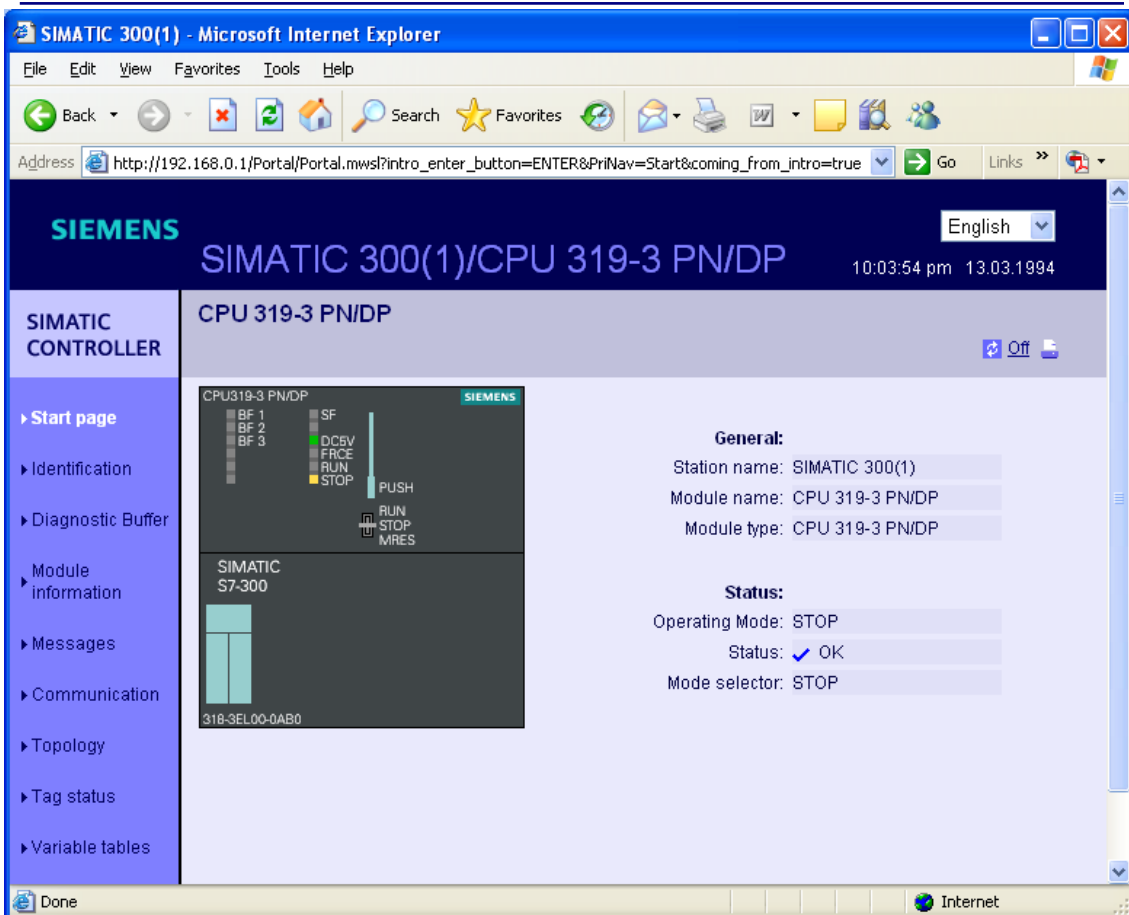 SIMATIC 300(1) - Microsoft Internet Explorer
File Edit View Favorites Tools Help
Back Search Favorites
Address http://192.168.0.1/Portal/Portal.mwsl?intro_enter_button=ENTER&PriNav=Start&coming_from_intro=true Go Links »
SIEMENS
English
SIMATIC 300(1)/CPU 319-3 PN/DP
10:03:54 pm 13.03.1994
SIMATIC
CONTROLLER
CPU 319-3 PN/DP
Off
Start page
Identification
Diagnostic Buffer
Module
information
Messages
Communication
Topology
Tag status
Variable tables
CPU319-3 PN/DP SIEMENS
BF 1 SF
BF 2
BF 3 DC5V
FRCE
RUN
STOP
PUSH
RUN
STOP
MRES
SIMATIC
S7-300
318-3EL00-0AB0
General:
Station name: SIMATIC 300(1)
Module name: CPU 319-3 PN/DP
Module type: CPU 319-3 PN/DP
Status:
Operating Mode: STOP
Status: OK
Mode selector: STOP
Done Internet